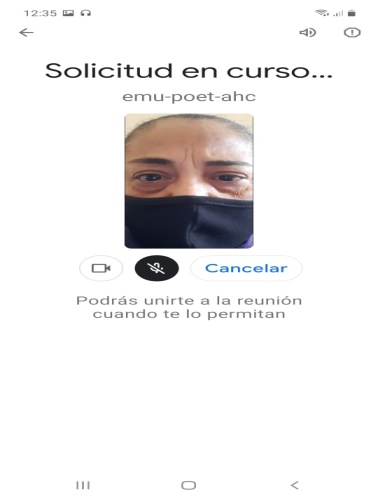 12:35
Solicitud en curso...
emu-poet-ahc
Cancelar
Podrás unirte a la reunión
cuando te lo permitan